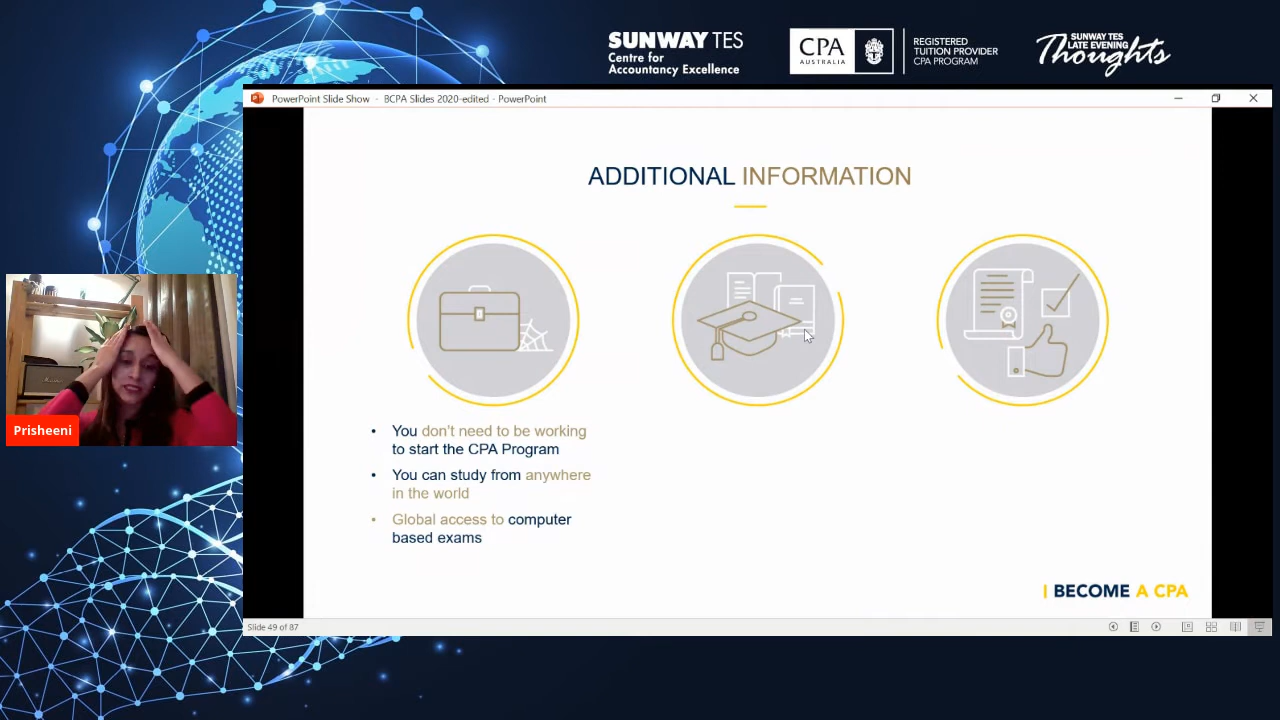 SUNWAY TES
Centre for
Accountancy Excellence
CPA
AUSTRALIA
REGISTERED
TUITION PROVIDER
CPA PROGRAM
SUNWAY TES
LATE EVENING
Thoughts
PowerPoint Slide Show - BCPA Slides 2020-edited - PowerPoint
ADDITIONAL INFORMATION
• You don't need to be working
to start the CPA Program
• You can study from anywhere
in the world
• Global access to computer
based exams
Prisheeni
| BECOME A CPA
Slide 49 of 87